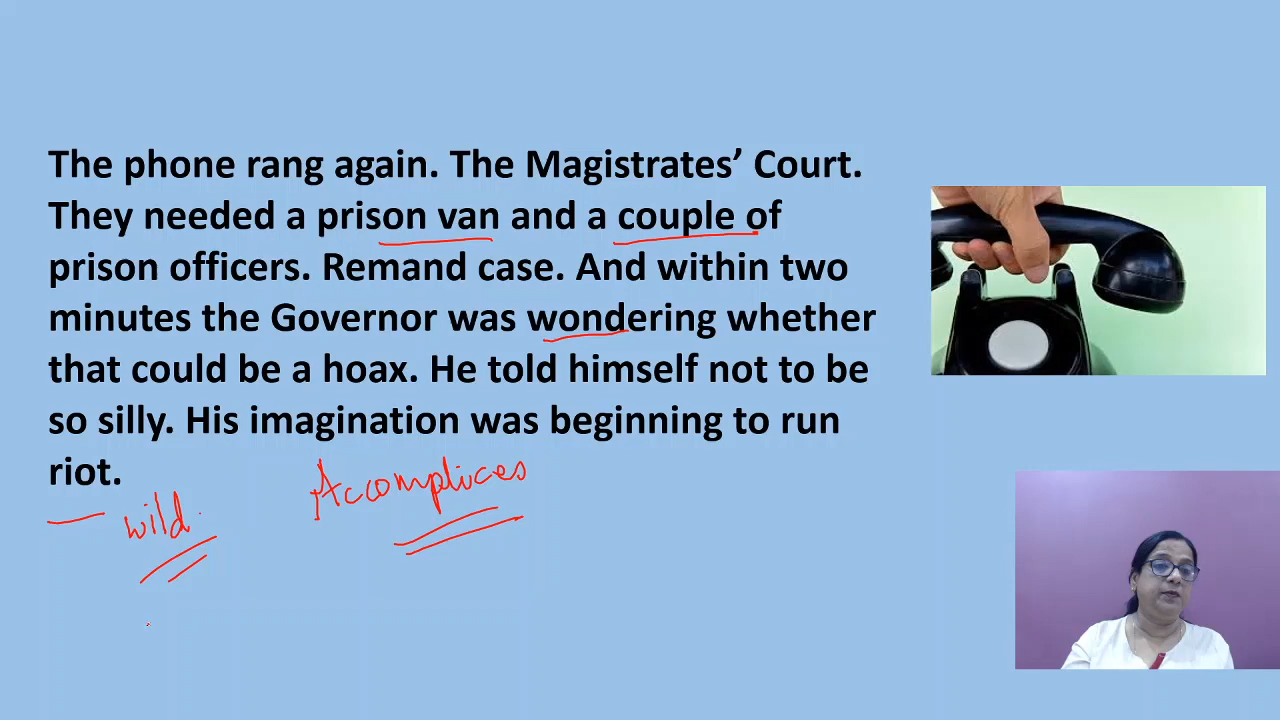 The phone rang again. The Magistrates’ Court.
They needed a prison van and a couple of
prison officers. Remand case. And within two
minutes the Governor was wondering whether
that could be a hoax. He told himself not to be
so silly. His imagination was beginning to run
riot.
wild.
Accomplices